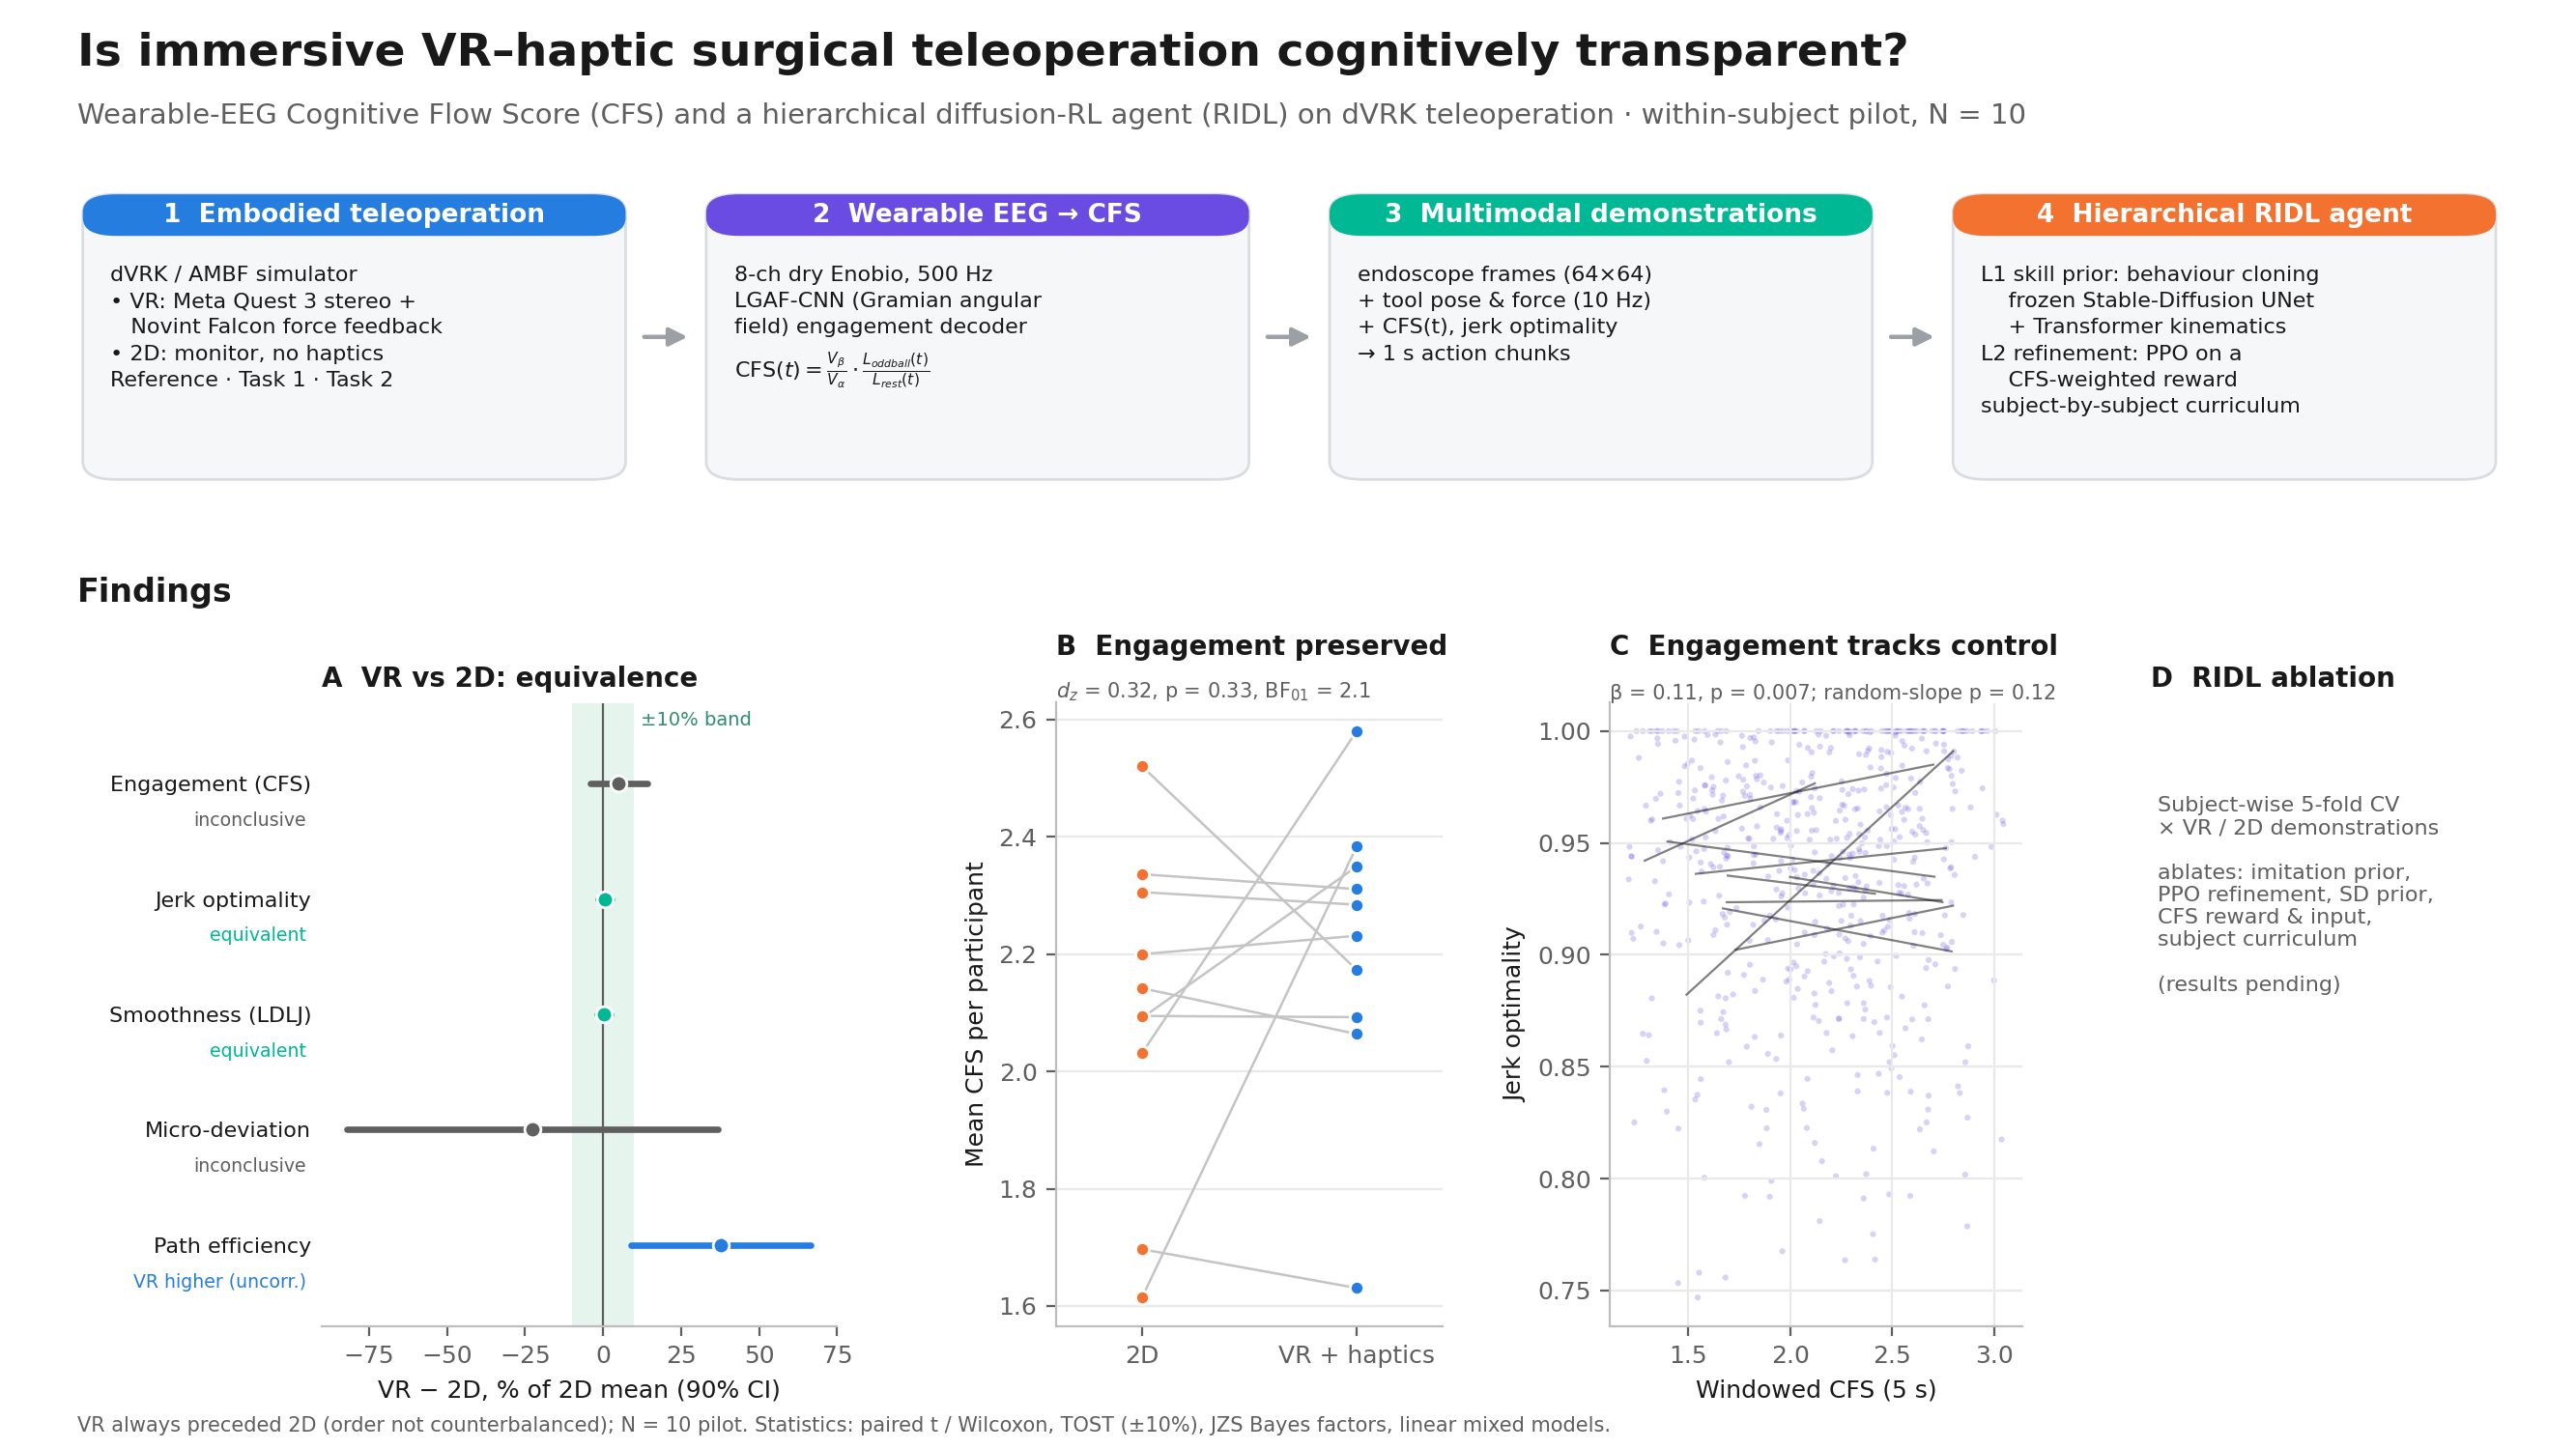 Is immersive VR–haptic surgical teleoperation cognitively transparent?
Wearable-EEG Cognitive Flow Score (CFS) and a hierarchical diffusion-RL agent (RIDL) on dVRK teleoperation · within-subject pilot, N = 10
1 Embodied teleoperation
dVRK / AMBF simulator
• VR: Meta Quest 3 stereo +
Novint Falcon force feedback
• 2D: monitor, no haptics
Reference · Task 1 · Task 2
2 Wearable EEG → CFS
8-ch dry Enobio, 500 Hz
LGAF-CNN (Gramian angular
field) engagement decoder
CFS(t) = V_β/V_α · L_oddball(t)/L_rest(t)
3 Multimodal demonstrations
endoscope frames (64×64)
+ tool pose & force (10 Hz)
+ CFS(t), jerk optimality
→ 1 s action chunks
4 Hierarchical RIDL agent
L1 skill prior: behaviour cloning
frozen Stable-Diffusion UNet
+ Transformer kinematics
L2 refinement: PPO on a
CFS-weighted reward
subject-by-subject curriculum
Findings
A VR vs 2D: equivalence
±10% band
Engagement (CFS)
inconclusive
Jerk optimality
equivalent
Smoothness (LDLJ)
equivalent
Micro-deviation
inconclusive
Path efficiency
VR higher (uncorr.)
−75 −50 −25 0 25 50 75
VR − 2D, % of 2D mean (90% CI)
B Engagement preserved
d_z = 0.32, p = 0.33, BF_01 = 2.1
Mean CFS per participant
2.6
2.4
2.2
2.0
1.8
1.6
2D VR + haptics
C Engagement tracks control
β = 0.11, p = 0.007; random-slope p = 0.12
Jerk optimality
1.00
0.95
0.90
0.85
0.80
0.75
1.5 2.0 2.5 3.0
Windowed CFS (5 s)
D RIDL ablation
Subject-wise 5-fold CV
× VR / 2D demonstrations
ablates: imitation prior,
PPO refinement, SD prior,
CFS reward & input,
subject curriculum
(results pending)
VR always preceded 2D (order not counterbalanced); N = 10 pilot. Statistics: paired t / Wilcoxon, TOST (±10%), JZS Bayes factors, linear mixed models.